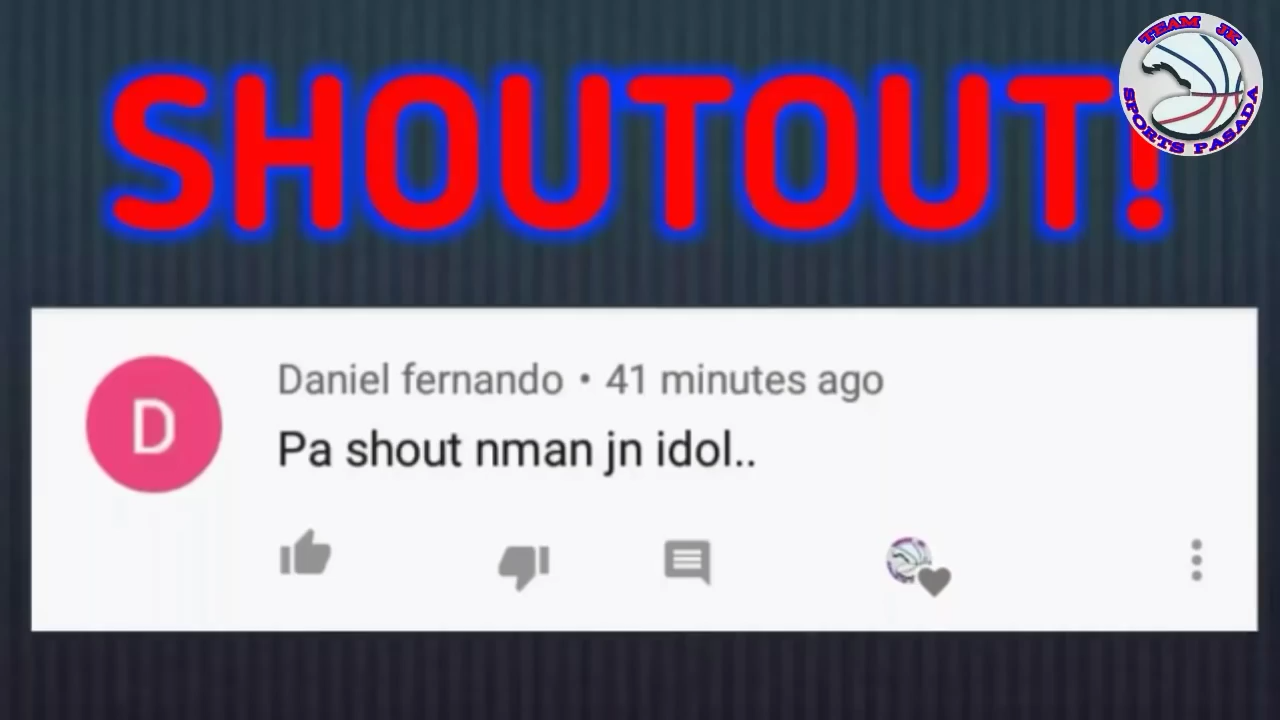 SHOUTOUT!
TEAM JK
SPORTS PASADA
D
Daniel fernando • 41 minutes ago
Pa shout nman jn idol..